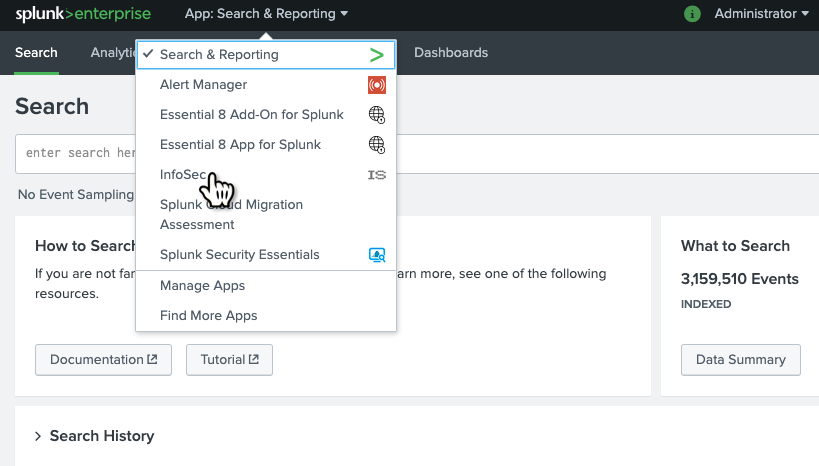 splunk>enterprise App: Search & Reporting i Administrator
Search Analytic Dashboards
Search & Reporting
Alert Manager
Essential 8 Add-On for Splunk
Essential 8 App for Splunk
InfoSec IS
Splunk Cloud Migration
Assessment
Splunk Security Essentials
Manage Apps
Find More Apps
Search
enter search her
No Event Sampling
How to Search
If you are not fam arn more, see one of the following
resources.
Documentation Tutorial
What to Search
3,159,510 Events
INDEXED
Data Summary
Search History